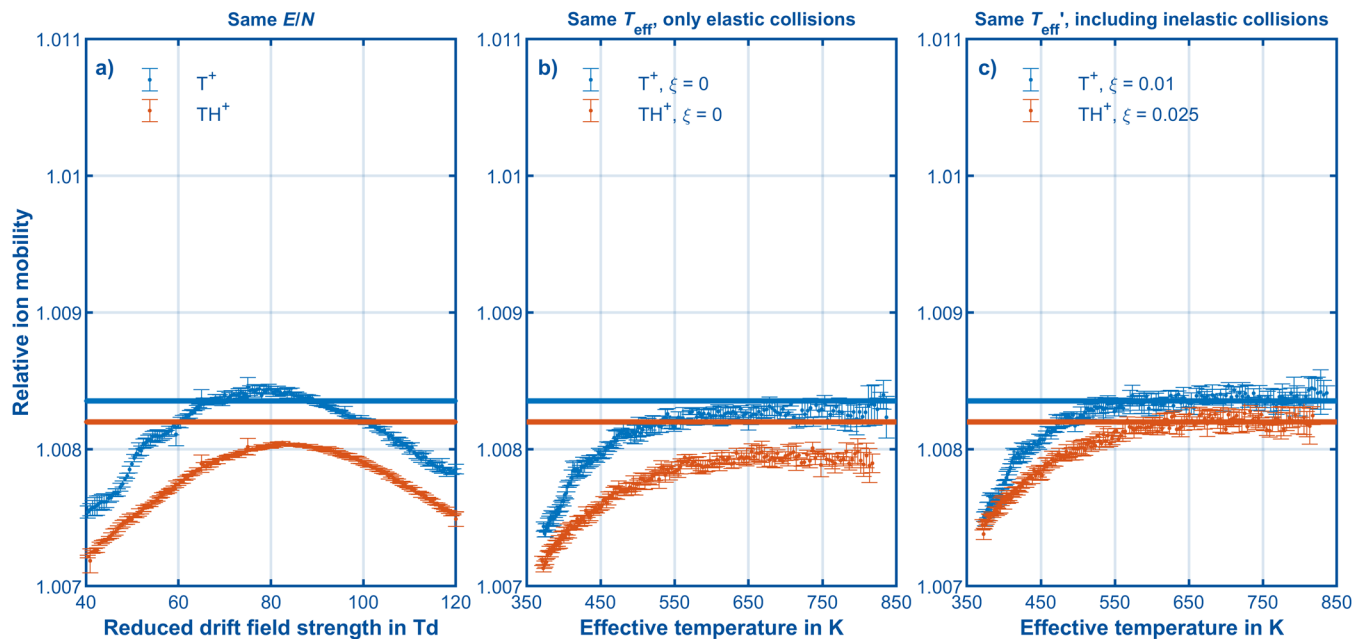 Same E/N
1.011
a)
T⁺
TH⁺
1.01
1.009
1.008
1.007
40
60
80
100
120
Relative ion mobility
Reduced drift field strength in Td
Same T_eff, only elastic collisions
1.011
b)
T⁺, ξ = 0
TH⁺, ξ = 0
1.01
1.009
1.008
1.007
350
450
550
650
750
850
Effective temperature in K
Same T_eff', including inelastic collisions
1.011
c)
T⁺, ξ = 0.01
TH⁺, ξ = 0.025
1.01
1.009
1.008
1.007
350
450
550
650
750
850
Effective temperature in K